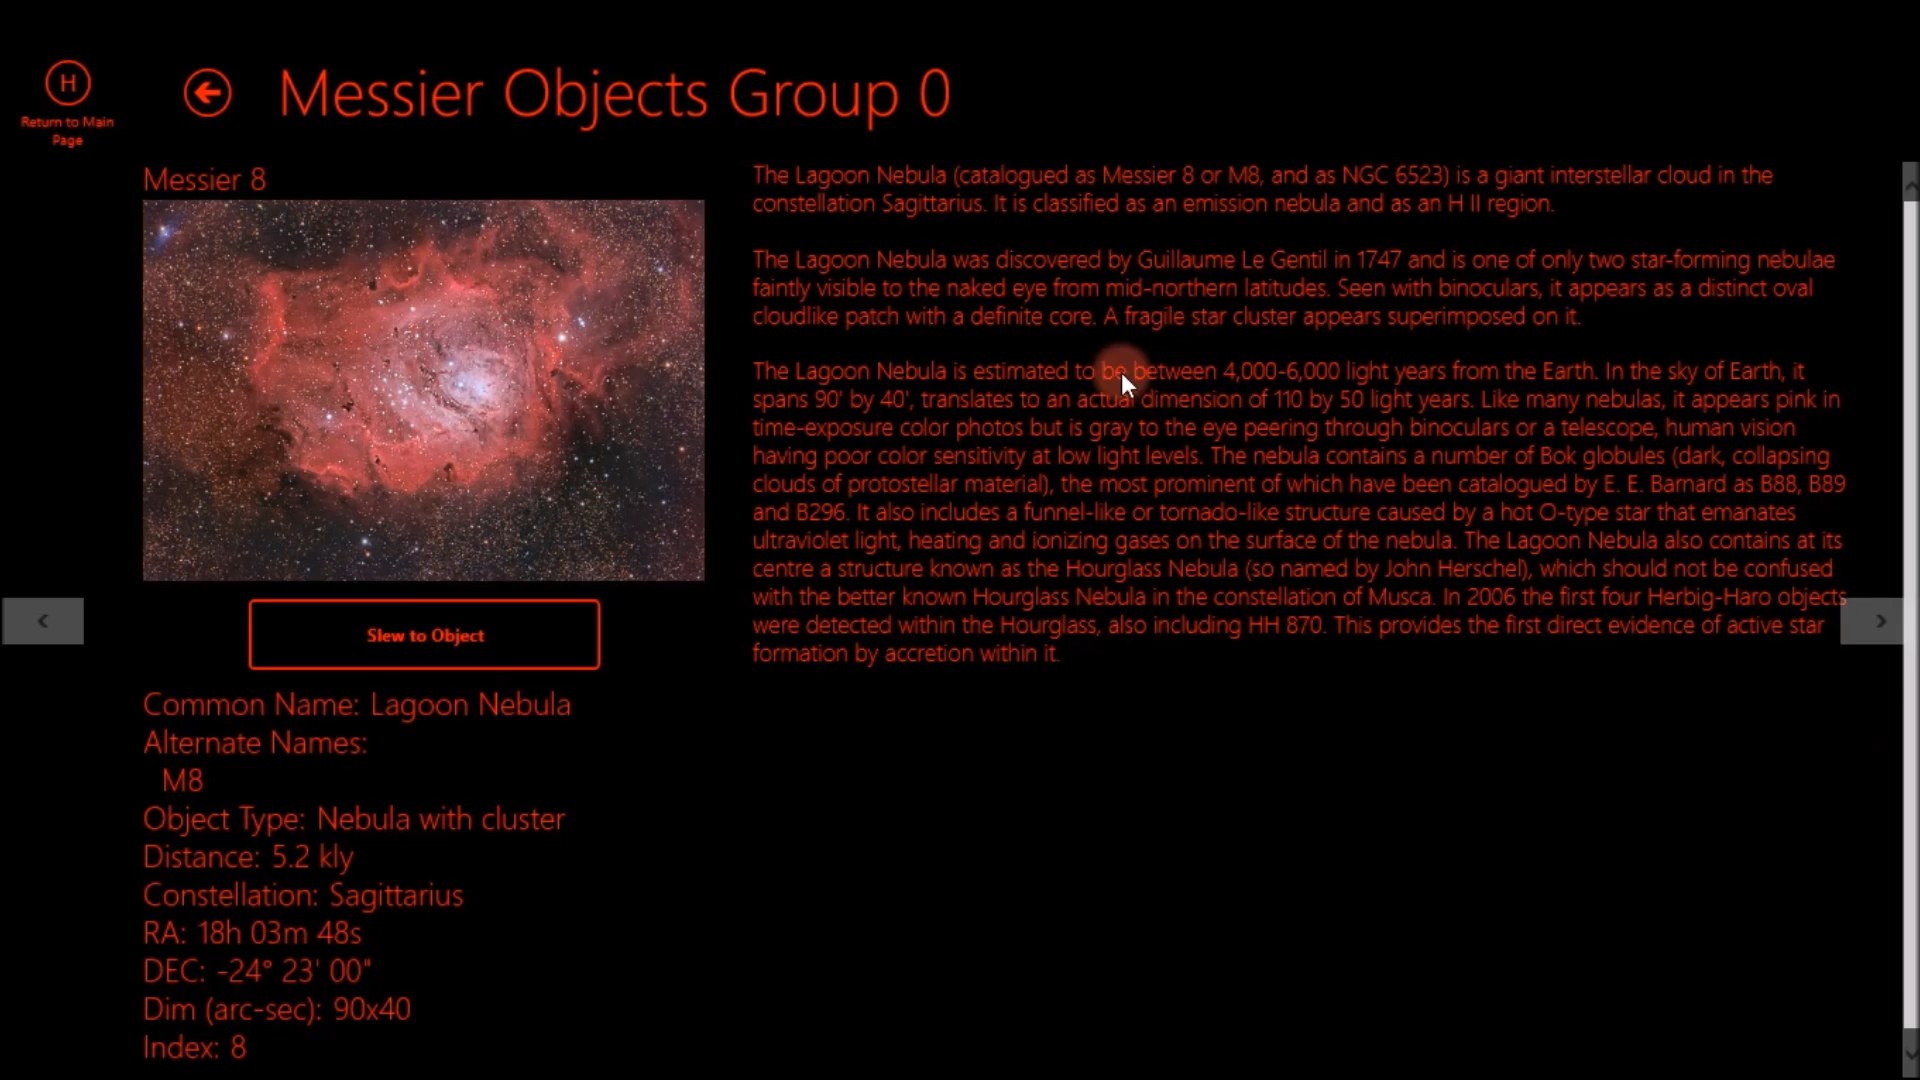 H
Return to Main
Page
Messier Objects Group 0
Messier 8
Slew to Object
Common Name: Lagoon Nebula
Alternate Names:
M8
Object Type: Nebula with cluster
Distance: 5.2 kly
Constellation: Sagittarius
RA: 18h 03m 48s
DEC: -24° 23' 00"
Dim (arc-sec): 90x40
Index: 8
The Lagoon Nebula (catalogued as Messier 8 or M8, and as NGC 6523) is a giant interstellar cloud in the
constellation Sagittarius. It is classified as an emission nebula and as an H II region.
The Lagoon Nebula was discovered by Guillaume Le Gentil in 1747 and is one of only two star-forming nebulae
faintly visible to the naked eye from mid-northern latitudes. Seen with binoculars, it appears as a distinct oval
cloudlike patch with a definite core. A fragile star cluster appears superimposed on it.
The Lagoon Nebula is estimated to be between 4,000-6,000 light years from the Earth. In the sky of Earth, it
spans 90' by 40', translates to an actual dimension of 110 by 50 light years. Like many nebulas, it appears pink in
time-exposure color photos but is gray to the eye peering through binoculars or a telescope, human vision
having poor color sensitivity at low light levels. The nebula contains a number of Bok globules (dark, collapsing
clouds of protostellar material), the most prominent of which have been catalogued by E. E. Barnard as B88, B89
and B296. It also includes a funnel-like or tornado-like structure caused by a hot O-type star that emanates
ultraviolet light, heating and ionizing gases on the surface of the nebula. The Lagoon Nebula also contains at its
centre a structure known as the Hourglass Nebula (so named by John Herschel), which should not be confused
with the better known Hourglass Nebula in the constellation of Musca. In 2006 the first four Herbig-Haro objects
were detected within the Hourglass, also including HH 870. This provides the first direct evidence of active star
formation by accretion within it.